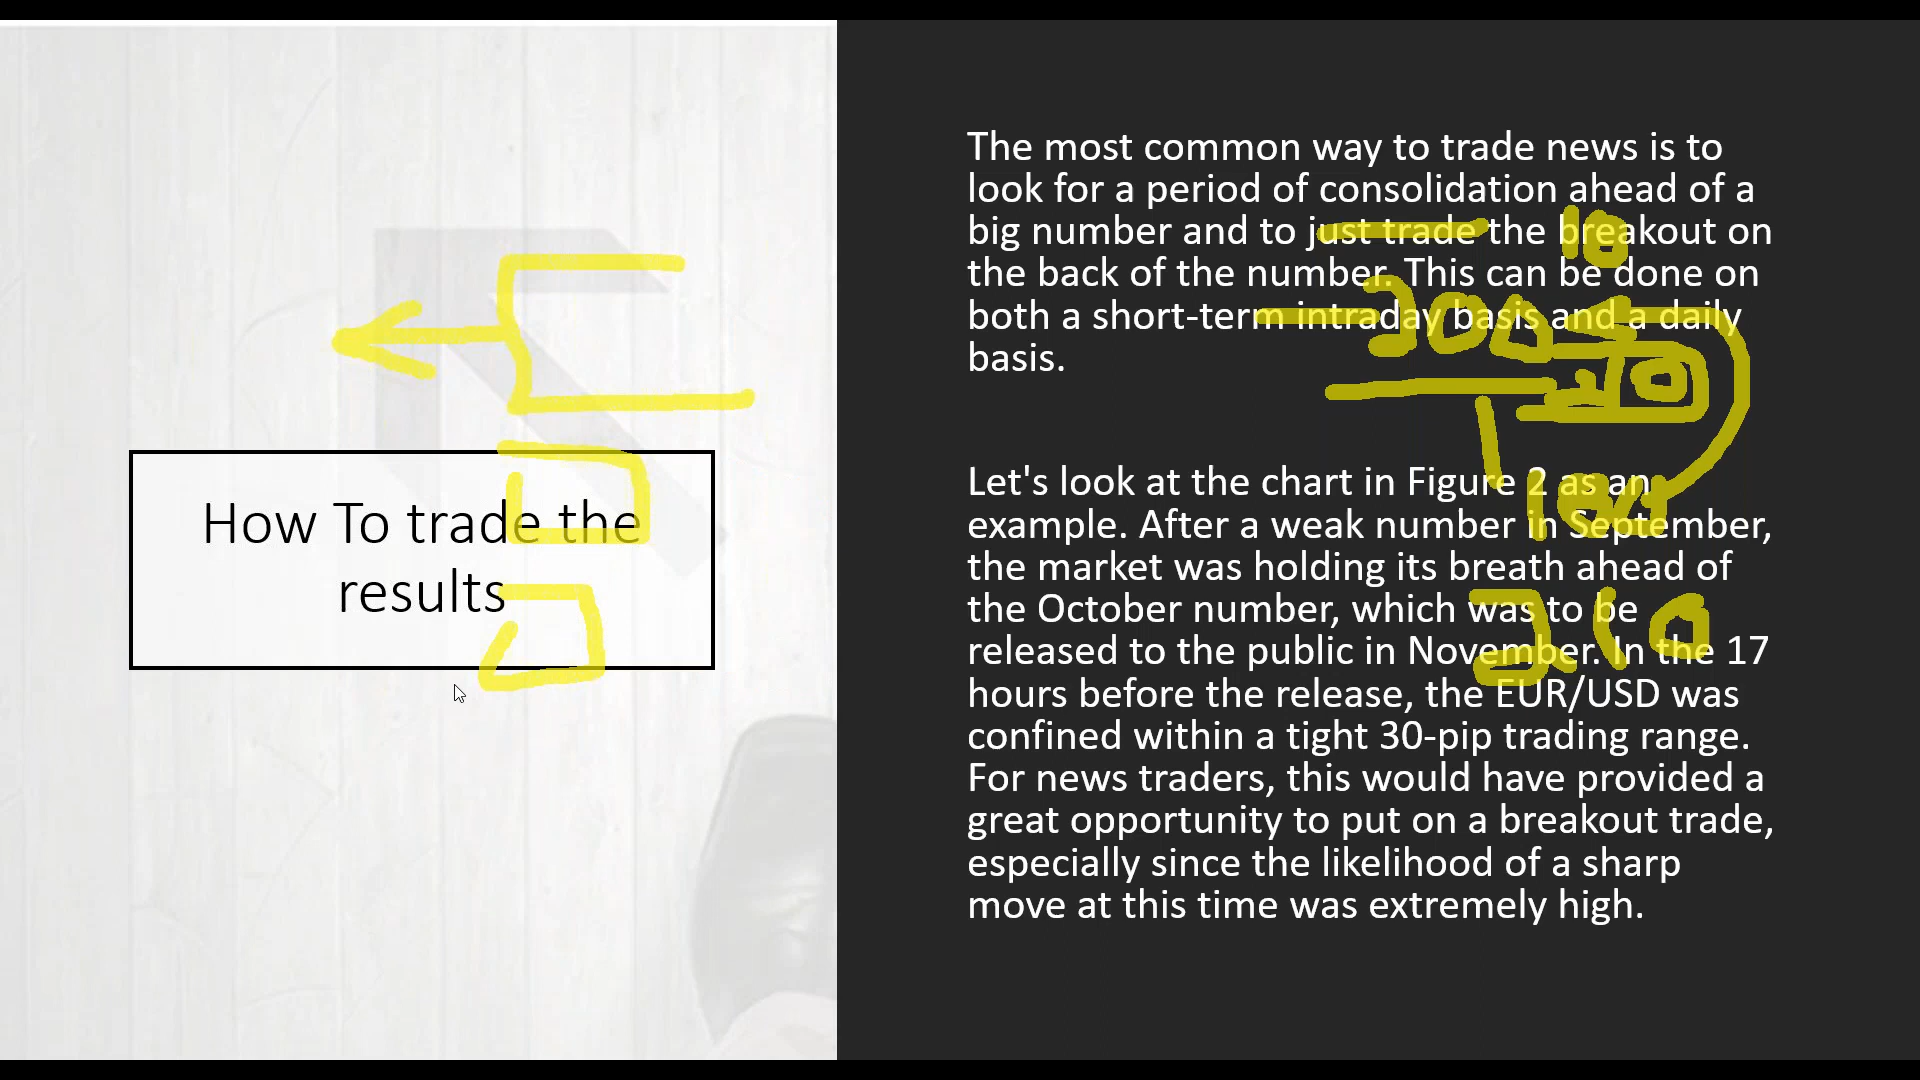 How To trade the
results
The most common way to trade news is to
look for a period of consolidation ahead of a
big number and to just trade the breakout on
the back of the number. This can be done on
both a short-term intraday basis and a daily
basis.
Let's look at the chart in Figure 2 as an
example. After a weak number in September,
the market was holding its breath ahead of
the October number, which was to be
released to the public in November. In the 17
hours before the release, the EUR/USD was
confined within a tight 30-pip trading range.
For news traders, this would have provided a
great opportunity to put on a breakout trade,
especially since the likelihood of a sharp
move at this time was extremely high.
10